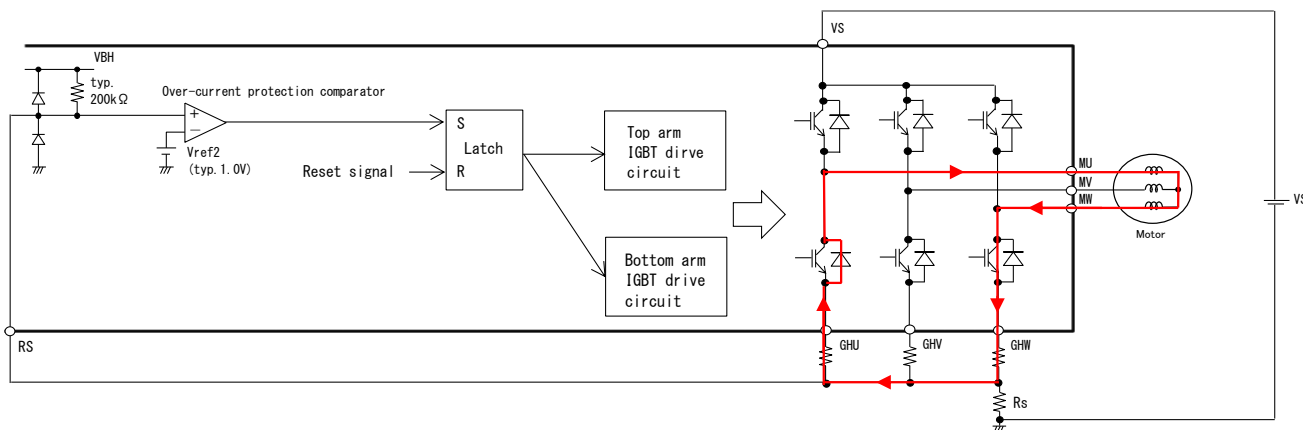 VS
VBH
typ.
200kΩ
Over-current protection comparator
+
−
Vref2
(typ.1.0V)
S
Latch
R
Reset signal
Top arm
IGBT dirve
circuit
Bottom arm
IGBT drive
circuit
MU
MV
MW
Motor
VS
RS
GHU
GHV
GHW
Rs